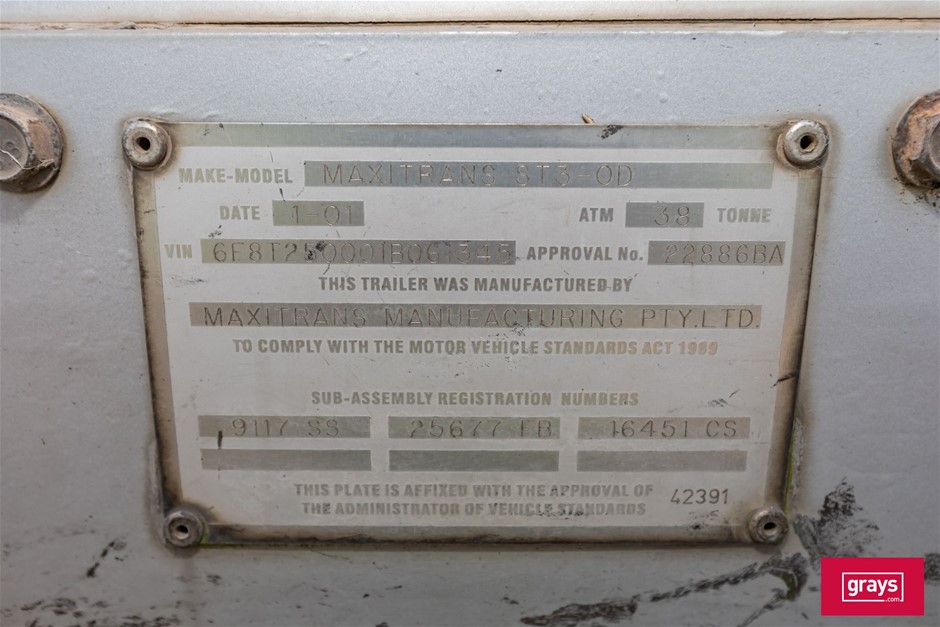 MAKE-MODEL MAXITRANS ST3-OD
DATE 1-01 ATM 38 TONNE
VIN APPROVAL No. 22886BA
THIS TRAILER WAS MANUFACTURED BY
MAXITRANS MANUFACTURING PTY.LTD.
TO COMPLY WITH THE MOTOR VEHICLE STANDARDS ACT 1989
SUB-ASSEMBLY REGISTRATION NUMBERS
9117 SS 25677 FB 16451 CS
THIS PLATE IS AFFIXED WITH THE APPROVAL OF
THE ADMINISTRATOR OF VEHICLE STANDARDS
42391
grays
.com